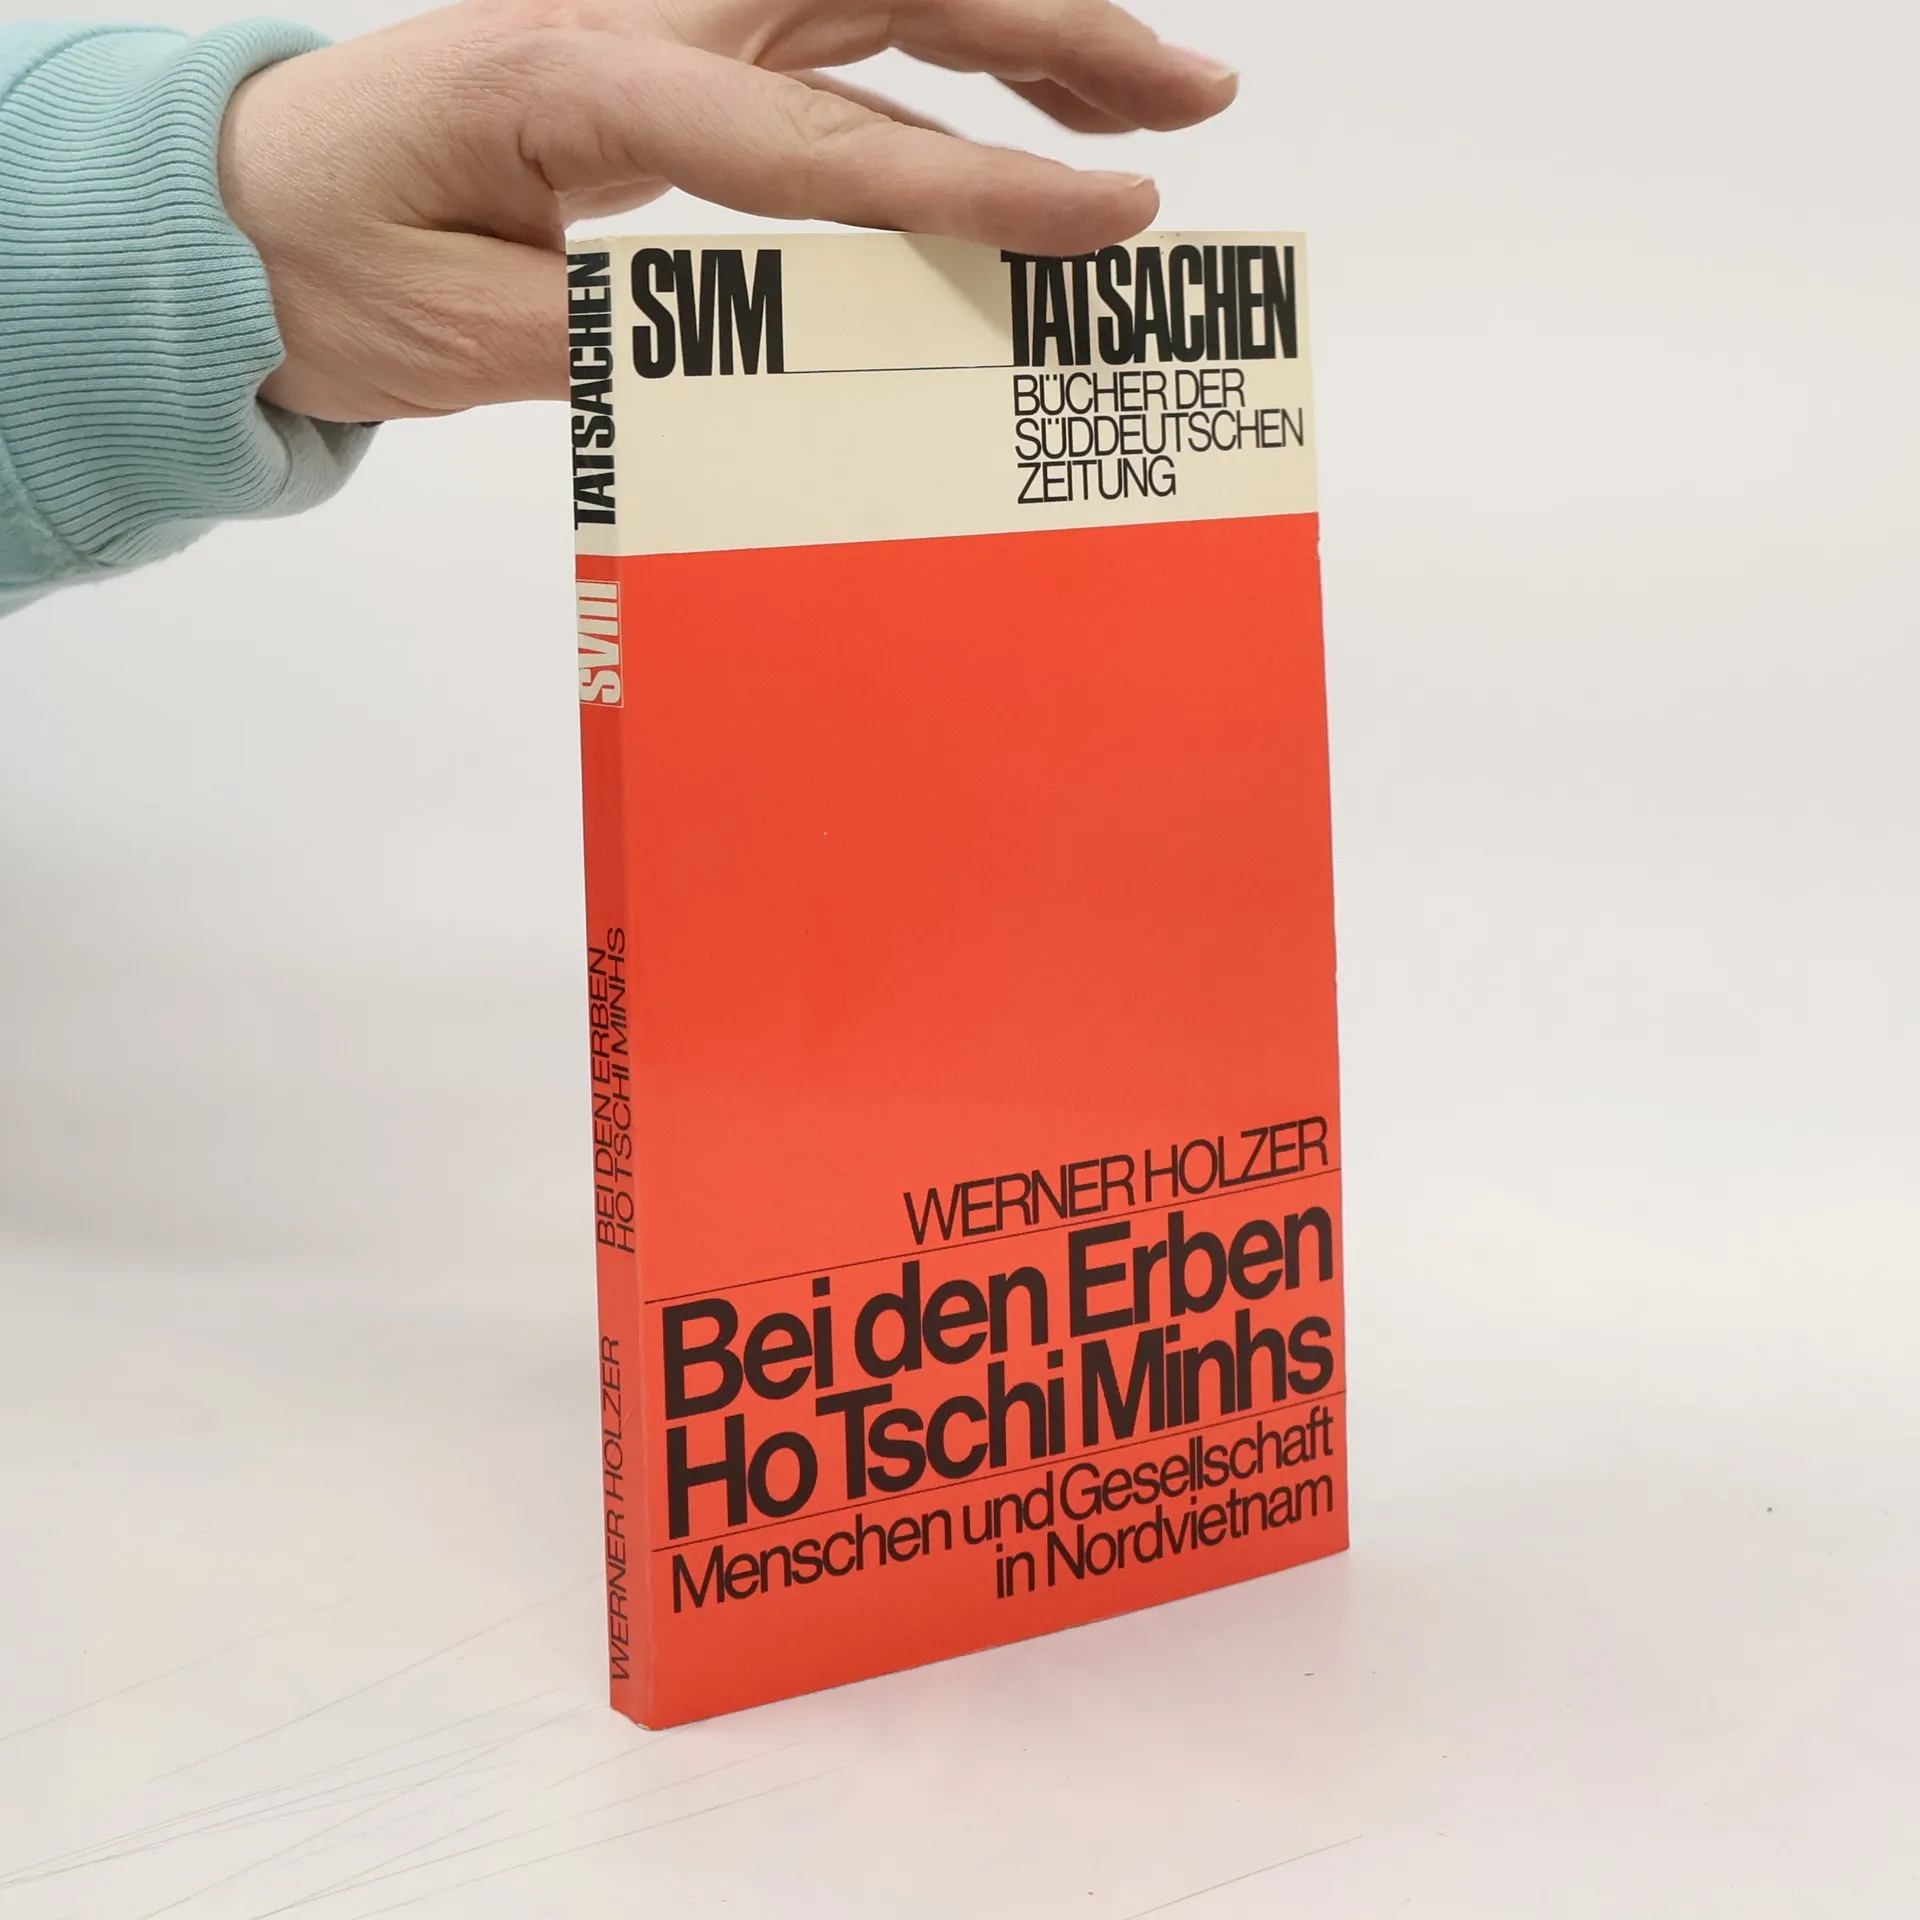 SVM
TATSACHEN
BÜCHER DER
SÜDDEUTSCHEN
ZEITUNG
WERNER HOLZER
Bei den Erben
Ho Tschi Minhs
Menschen und Gesellschaft
in Nordvietnam
TATSACHEN
SVM
BEI DEN ERBEN
HO TSCHI MINHS
WERNER HOLZER